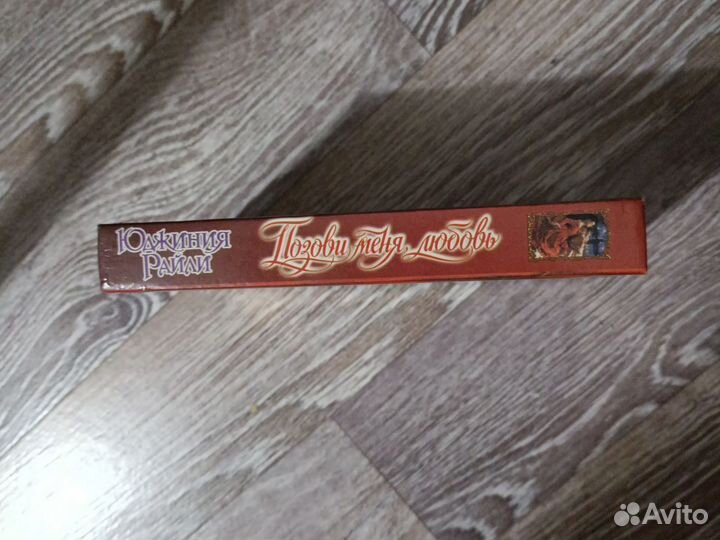 Юджиния
Райли
Позови меня, любовь
Avito